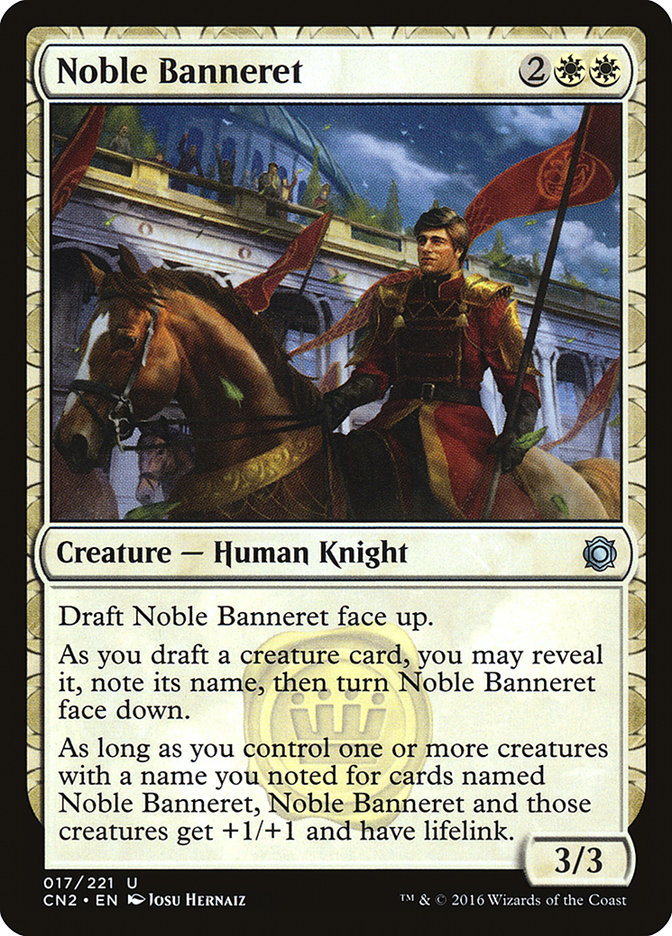 Noble Banneret 2
Creature — Human Knight
Draft Noble Banneret face up.
As you draft a creature card, you may reveal
it, note its name, then turn Noble Banneret
face down.
As long as you control one or more creatures
with a name you noted for cards named
Noble Banneret, Noble Banneret and those
creatures get +1/+1 and have lifelink.
3/3
017/221 U
CN2 • EN Josu Hernaiz
™ & © 2016 Wizards of the Coast